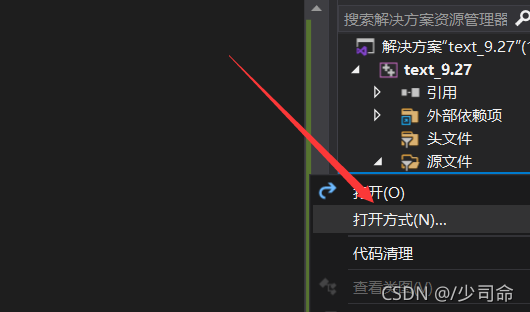 搜索解决方案资源管理器
解决方案"text_9.27"(1
text_9.27
引用
外部依赖项
头文件
源文件
打开(O)
打开方式(N)...
代码清理
查看类图(V)
CSDN @/少司命